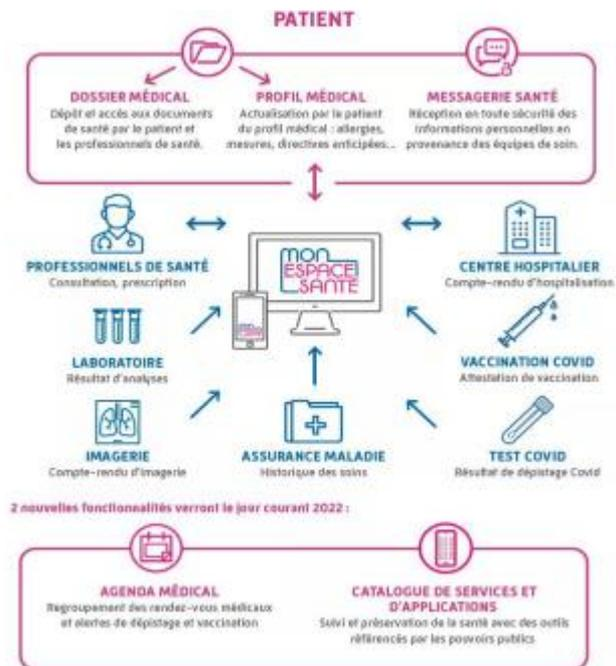 PATIENT
DOSSIER MÉDICAL
Dépôt et accès aux documents
de santé par le patient et
les professionnels de santé.
PROFIL MÉDICAL
Actualisation par le patient
du profil médical : allergies,
mesures, directives anticipées...
MESSAGERIE SANTÉ
Réception en toute sécurité des
informations personnelles en
provenance des équipes de soin.
PROFESSIONNELS DE SANTÉ
Consultation, prescription
MON
ESPACE
SANTÉ
CENTRE HOSPITALIER
Compte-rendu d'hospitalisation
LABORATOIRE
Résultat d'analyses
VACCINATION COVID
Attestation de vaccination
IMAGERIE
Compte-rendu d'imagerie
ASSURANCE MALADIE
Historique des soins
TEST COVID
Résultat de dépistage Covid
2 nouvelles fonctionnalités verront le jour courant 2022 :
AGENDA MÉDICAL
Regroupement des rendez-vous médicaux
et alertes de dépistage et vaccination
CATALOGUE DE SERVICES ET
D'APPLICATIONS
Suivi et préservation de la santé avec des outils
référencés par les pouvoirs publics